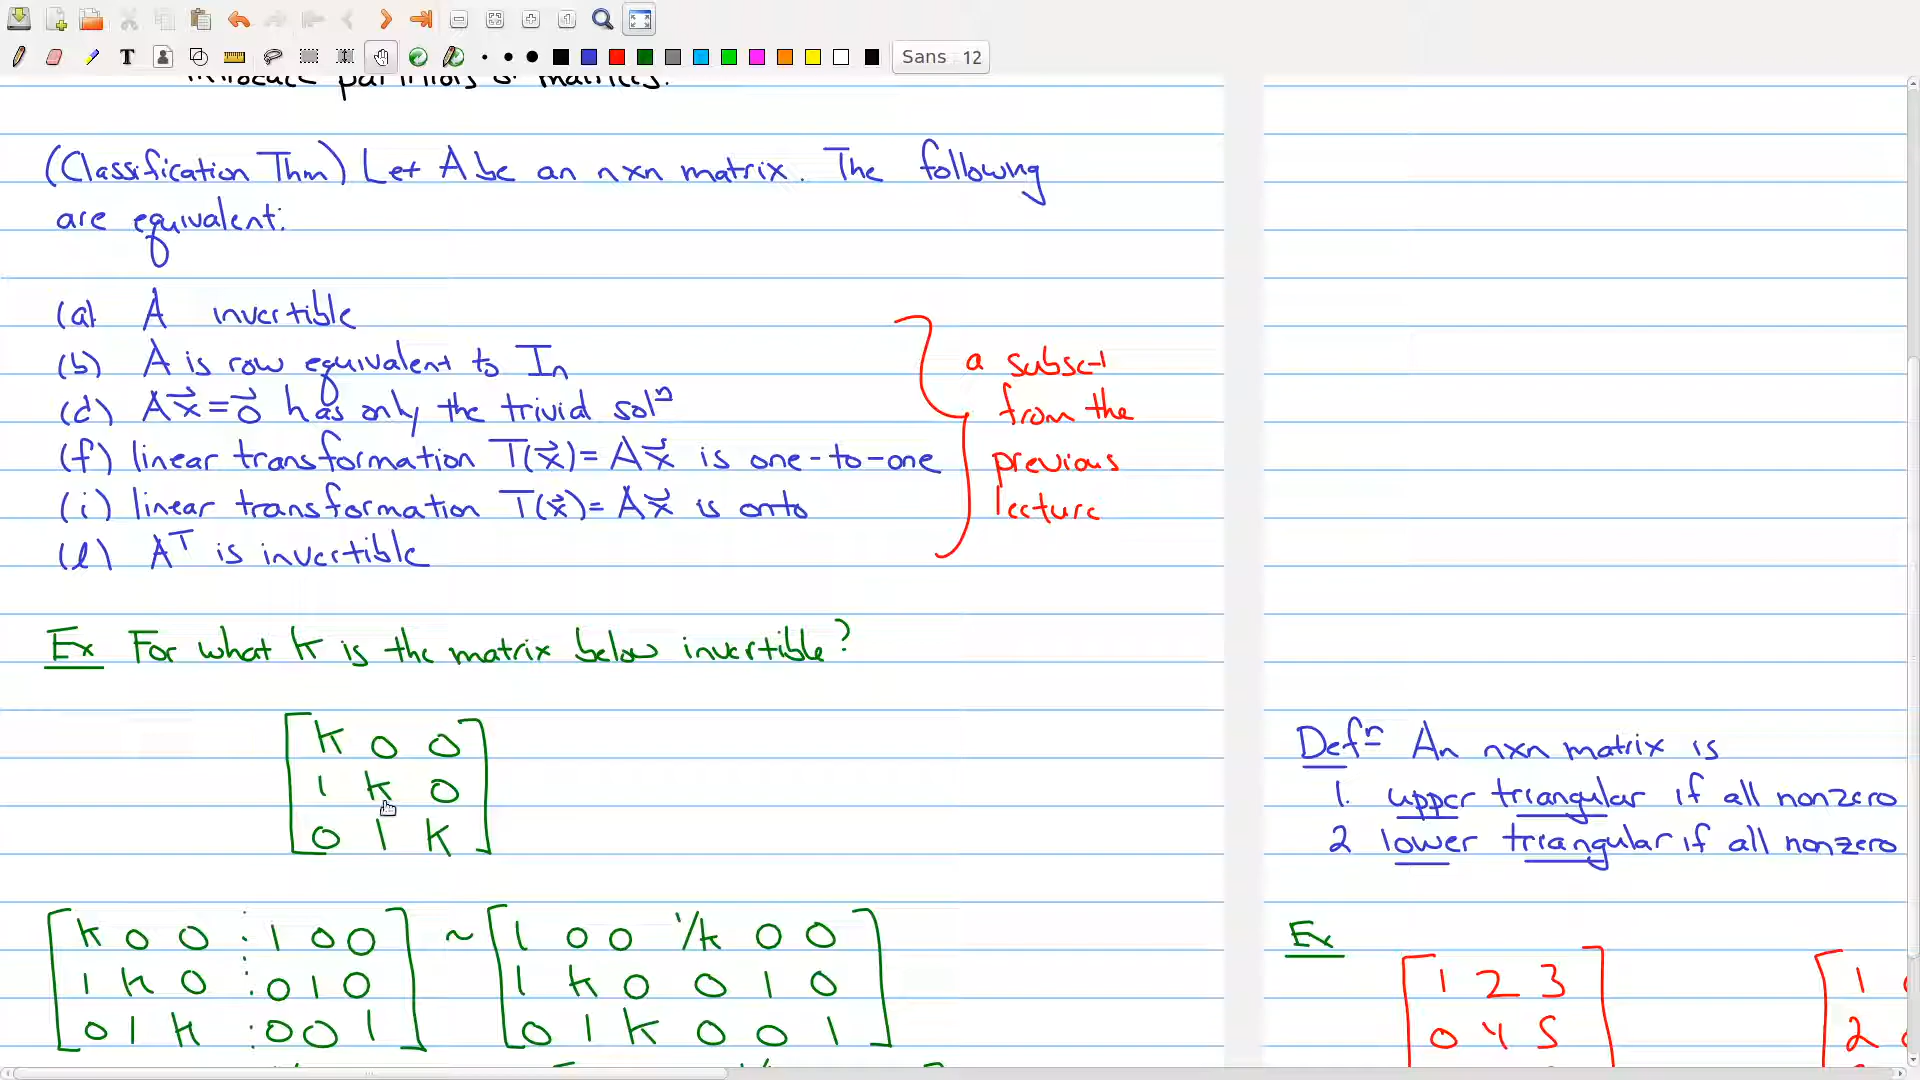 Sans 12
(Classification Thm) Let A be an nxn matrix. The following
are equivalent:
(a) A invertible
(b) A is row equivalent to In
(d) Ax⃗=0⃗ has only the trivial solⁿ
(f) linear transformation T(x⃗)= Ax⃗ is one-to-one
(i) linear transformation T(x⃗)= Ax⃗ is onto
(l) Aᵀ is invertible
a subset
from the
previous
lecture
Ex For what k is the matrix below invertible?
k 0 0
1 k 0
0 1 k
k 0 0 : 1 0 0 ~ 1 0 0 1/k 0 0
1 k 0 : 0 1 0 1 k 0 0 1 0
0 1 k : 0 0 1 0 1 k 0 0 1
Defⁿ An nxn matrix is
1. upper triangular if all nonzero
2 lower triangular if all nonzero
Ex
1 2 3 1
0 4 5 2